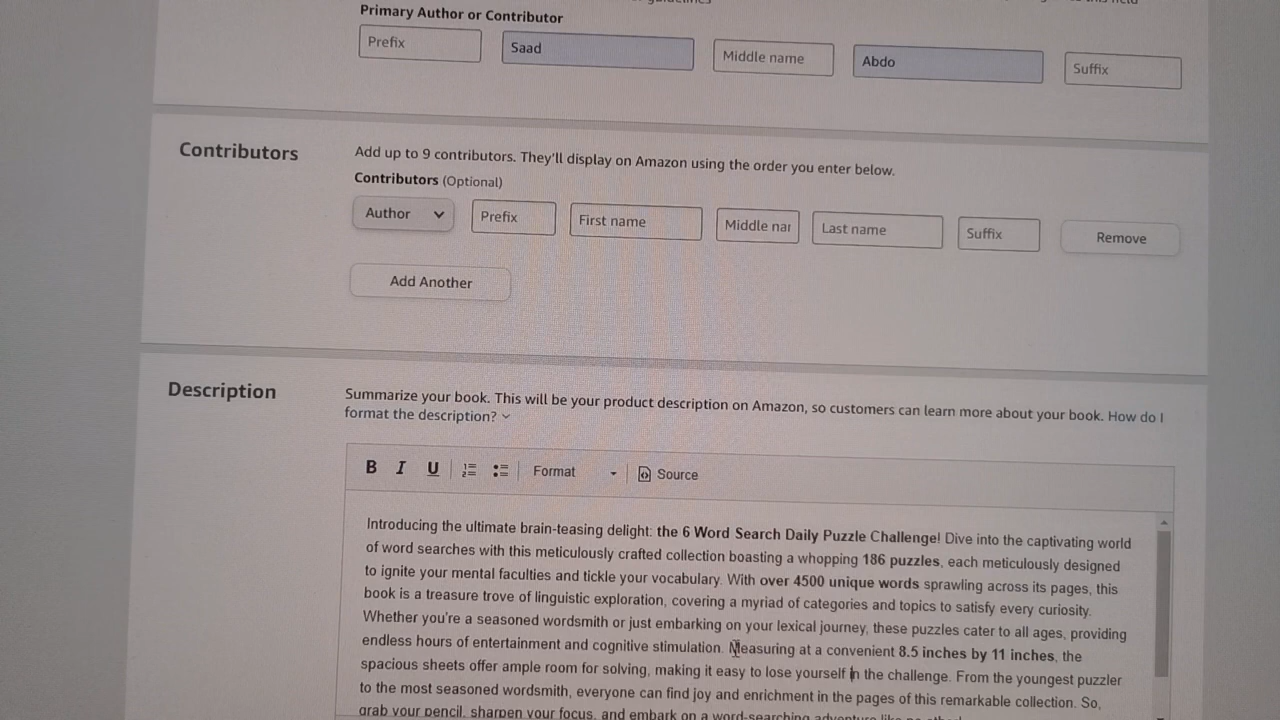 Primary Author or Contributor
Prefix Saad Middle name Abdo Suffix
Contributors
Add up to 9 contributors. They'll display on Amazon using the order you enter below.
Contributors (Optional)
Author Prefix First name Middle nar Last name Suffix Remove
Add Another
Description
Summarize your book. This will be your product description on Amazon, so customers can learn more about your book. How do I
format the description?
B I U Format Source
Introducing the ultimate brain-teasing delight: the 6 Word Search Daily Puzzle Challenge! Dive into the captivating world
of word searches with this meticulously crafted collection boasting a whopping 186 puzzles, each meticulously designed
to ignite your mental faculties and tickle your vocabulary. With over 4500 unique words sprawling across its pages, this
book is a treasure trove of linguistic exploration, covering a myriad of categories and topics to satisfy every curiosity.
Whether you're a seasoned wordsmith or just embarking on your lexical journey, these puzzles cater to all ages, providing
endless hours of entertainment and cognitive stimulation. Measuring at a convenient 8.5 inches by 11 inches, the
spacious sheets offer ample room for solving, making it easy to lose yourself in the challenge. From the youngest puzzler
to the most seasoned wordsmith, everyone can find joy and enrichment in the pages of this remarkable collection. So,
grab your pencil, sharpen your focus, and embark on a word-searching adventure like no other!